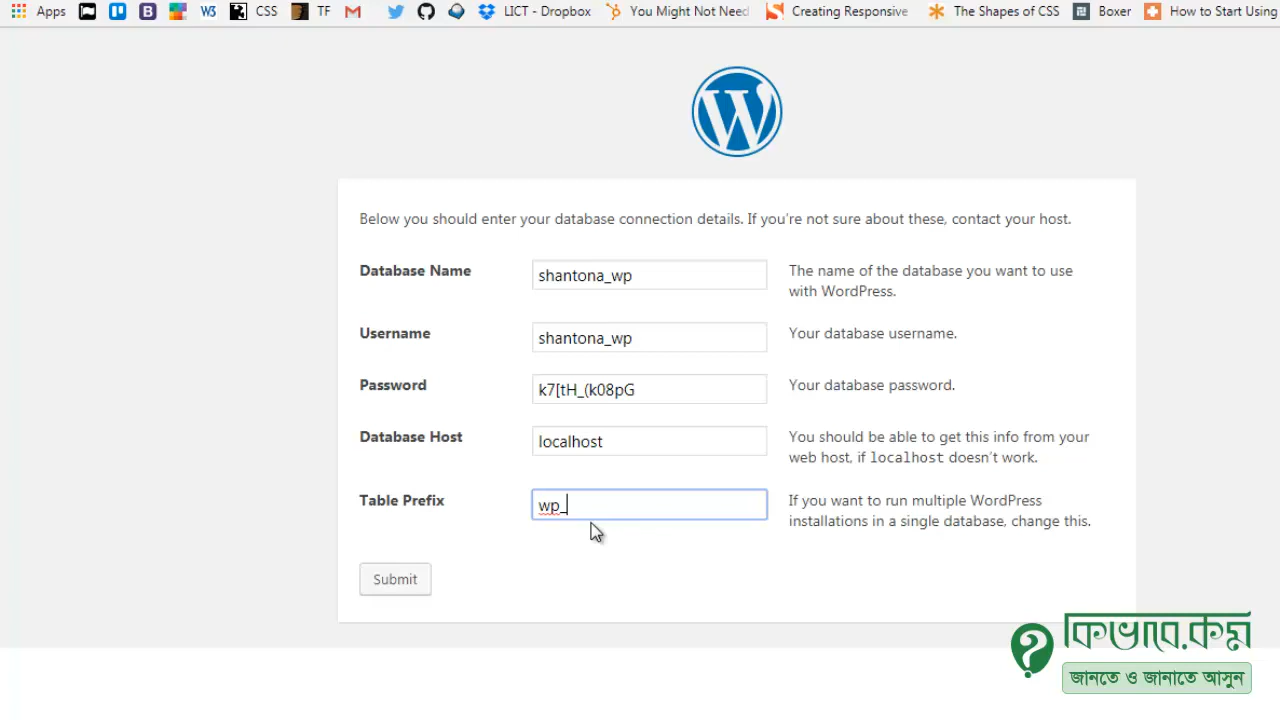 Apps W3 CSS TF LICT - Dropbox You Might Not Need Creating Responsive The Shapes of CSS Boxer How to Start Using
Below you should enter your database connection details. If you're not sure about these, contact your host.
Database Name shantona_wp The name of the database you want to use
with WordPress.
Username shantona_wp Your database username.
Password k7[tH_(k08pG Your database password.
Database Host localhost You should be able to get this info from your
web host, if localhost doesn't work.
Table Prefix wp_ If you want to run multiple WordPress
installations in a single database, change this.
Submit
কিভাবে.কম
জানতে ও জানাতে আসুন